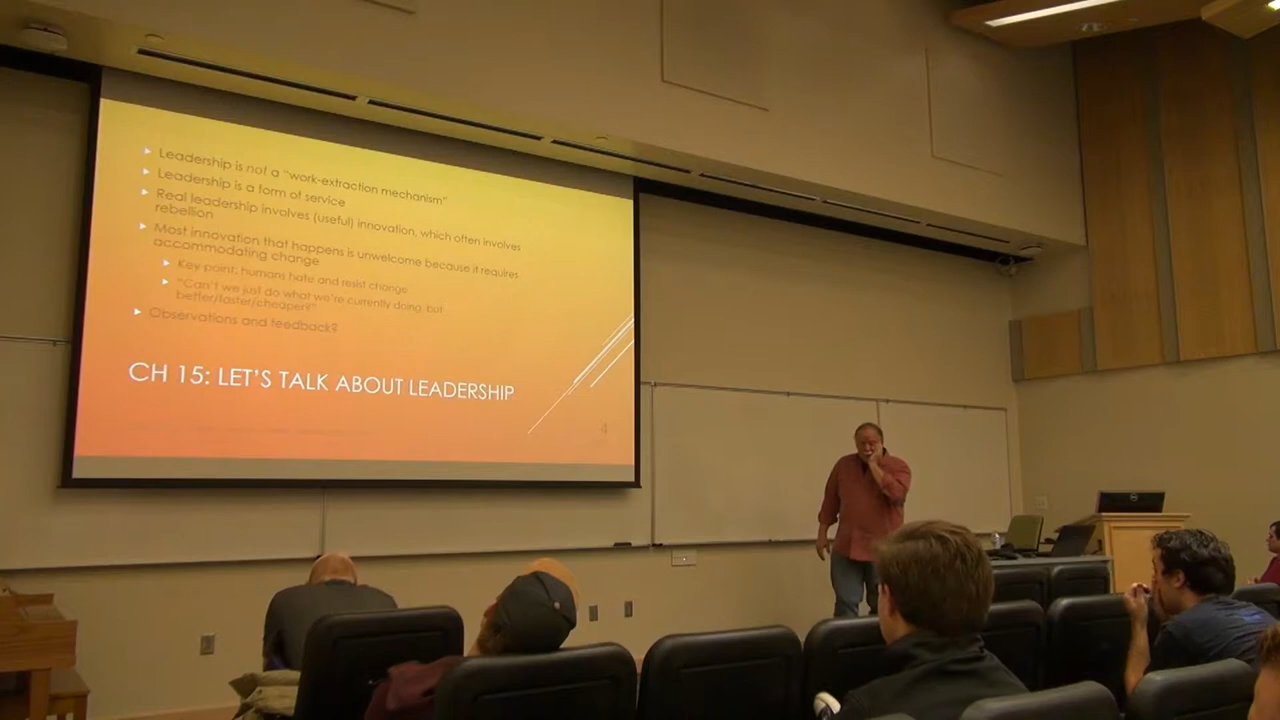 Leadership is not a "work-extraction mechanism"
Leadership is a form of service
Real leadership involves (useful) innovation, which often involves
rebellion
Most innovation that happens is unwelcome because it requires
accommodating change
Key point: humans hate and resist change
"Can't we just do what we're currently doing, but
better/faster/cheaper?"
Observations and feedback?
CH 15: LET'S TALK ABOUT LEADERSHIP
4